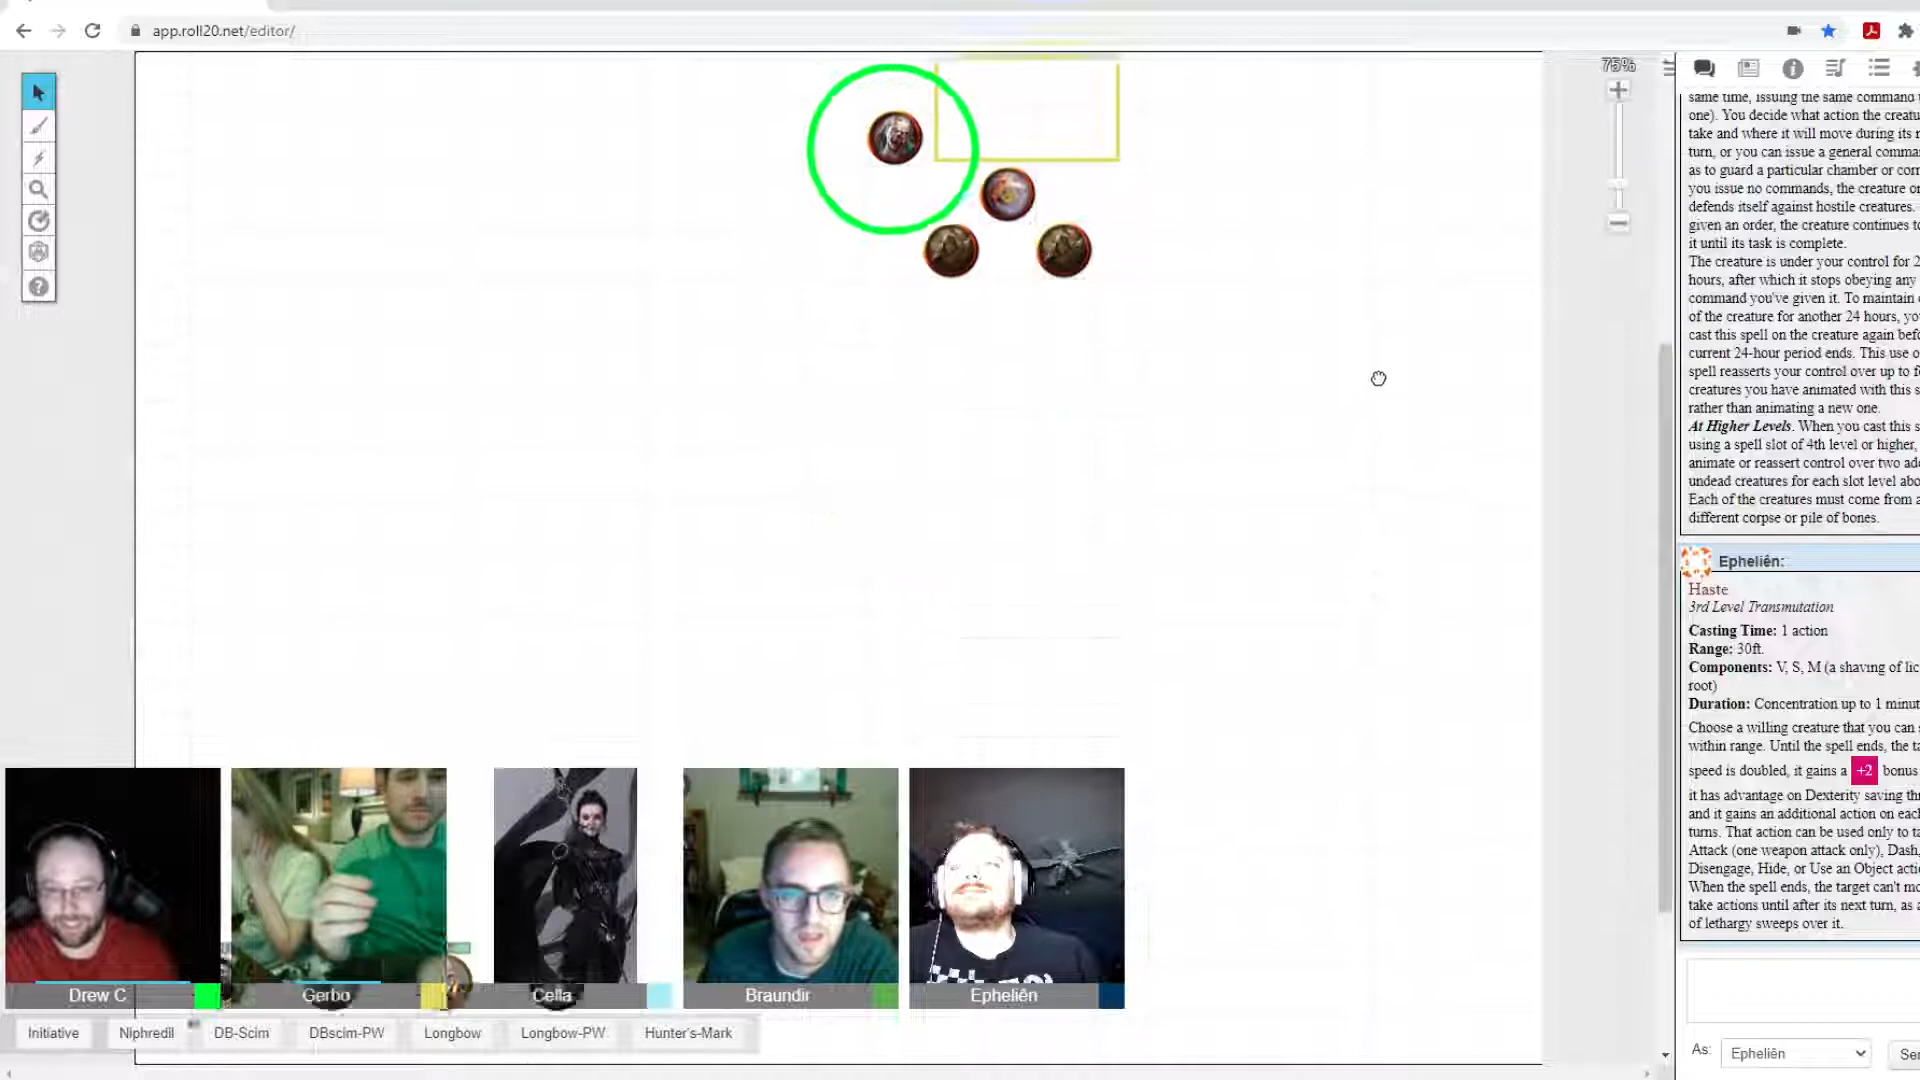 app.roll20.net/editor/
75%
same time, issuing the same command
one). You decide what action the creatu
take and where it will move during its
turn, or you can issue a general comma
as to guard a particular chamber or
you issue no commands, the creature
defends itself against hostile creatures.
given an order, the creature continues
it until its task is complete.
The creature is under your control for 2
hours, after which it stops obeying any
command you've given it. To maintain
of the creature for another 24 hours, yo
cast this spell on the creature again bef
current 24-hour period ends. This use
spell reasserts your control over up to f
creatures you have animated with this s
rather than animating a new one.
At Higher Levels. When you cast this s
using a spell slot of 4th level or higher,
animate or reassert control over two ad
undead creatures for each slot level abo
Each of the creatures must come from a
different corpse or pile of bones.
Epheliên:
Haste
3rd Level Transmutation
Casting Time: 1 action
Range: 30ft.
Components: V, S, M (a shaving of lic
root)
Duration: Concentration up to 1 minut
Choose a willing creature that you can
within range. Until the spell ends, the ta
speed is doubled, it gains a +2 bonus
it has advantage on Dexterity saving thr
and it gains an additional action on eac
turns. That action can be used only to ta
Attack (one weapon attack only), Dash,
Disengage, Hide, or Use an Object acti
When the spell ends, the target can't mo
take actions until after its next turn, as a
of lethargy sweeps over it.
Drew C
Gerbo
Cella
Braundir
Epheliên
Initiative
Niphredil
DB-Scim
DBscim-PW
Longbow
Longbow-PW
Hunter's-Mark
As:
Epheliên
Se